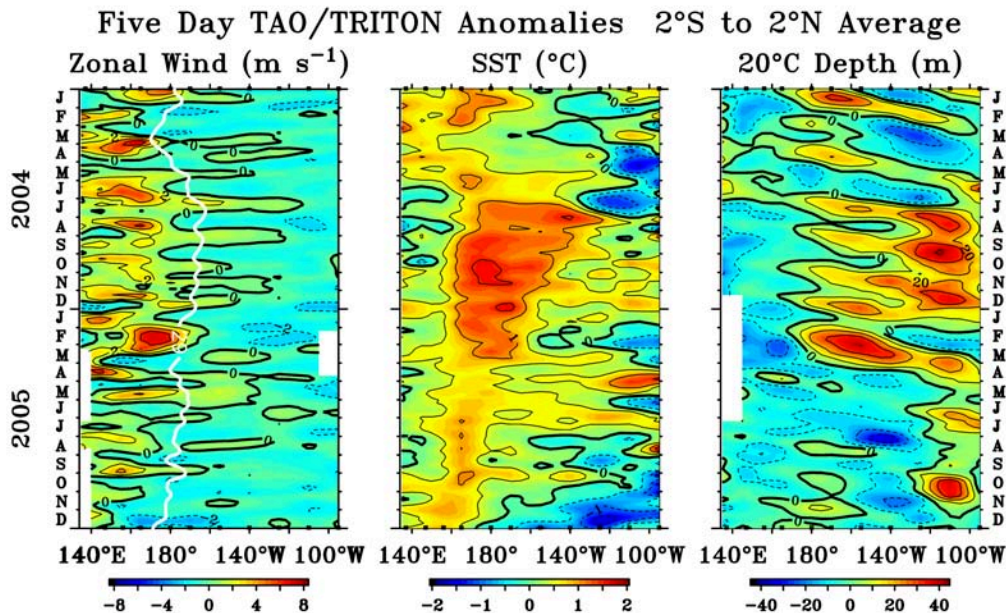 Five Day TAO/TRITON Anomalies 2°S to 2°N Average
Zonal Wind (m s⁻¹) SST (°C) 20°C Depth (m)
2004
J
F
M
A
M
J
J
A
S
O
N
D
2005
J
F
M
A
M
J
J
A
S
O
N
D
J
F
M
A
M
J
J
A
S
O
N
D
J
F
M
A
M
J
J
A
S
O
N
D
140°E 180° 140°W 100°W
140°E 180° 140°W 100°W
140°E 180° 140°W 100°W
−8 −4 0 4 8
−2 −1 0 1 2
−40 −20 0 20 40